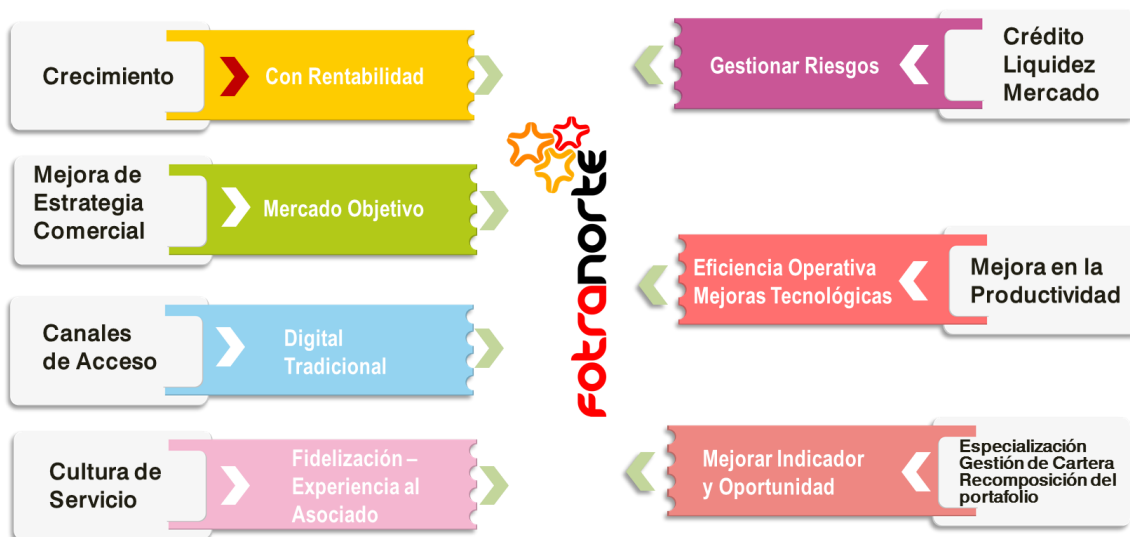 Crecimiento
Con Rentabilidad
Mejora de
Estrategia
Comercial
Mercado Objetivo
Canales
de Acceso
Digital
Tradicional
Cultura de
Servicio
Fidelización –
Experiencia al
Asociado
fotranorte
Gestionar Riesgos
Crédito
Liquidez
Mercado
Eficiencia Operativa
Mejoras Tecnológicas
Mejora en la
Productividad
Mejorar Indicador
y Oportunidad
Especialización
Gestión de Cartera
Recomposición del
portafolio